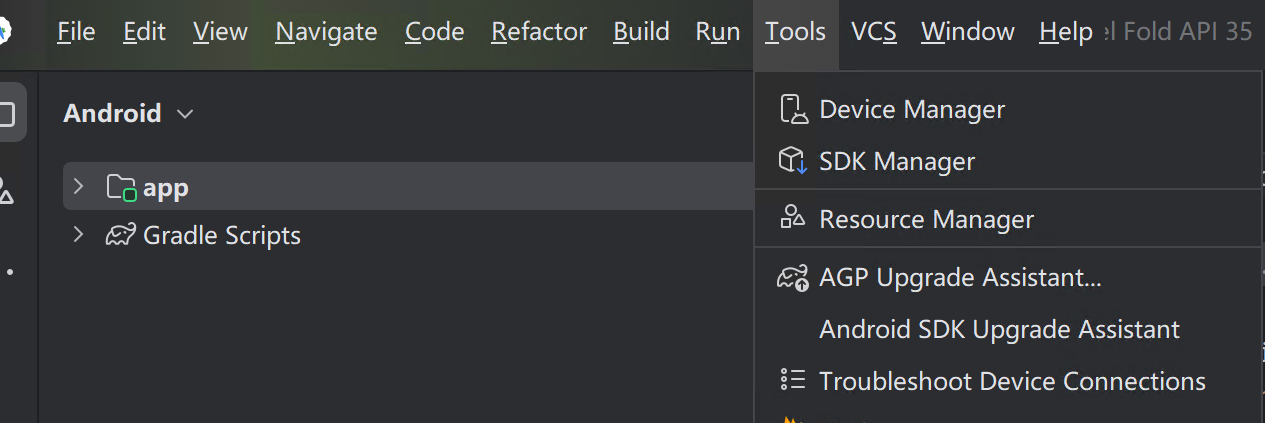 File Edit View Navigate Code Refactor Build Run Tools VCS Window Help Fold API 35
Android
app
Gradle Scripts
Device Manager
SDK Manager
Resource Manager
AGP Upgrade Assistant...
Android SDK Upgrade Assistant
Troubleshoot Device Connections